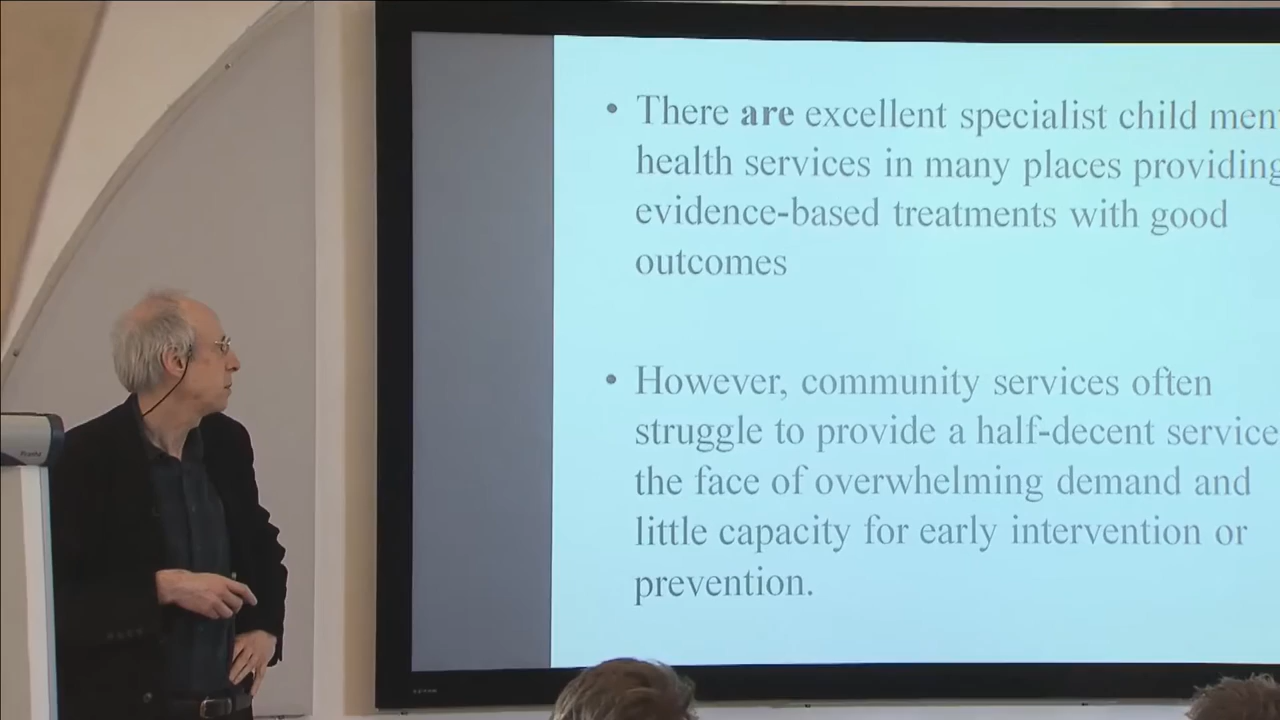 • There are excellent specialist child men
health services in many places providing
evidence-based treatments with good
outcomes
• However, community services often
struggle to provide a half-decent service
the face of overwhelming demand and
little capacity for early intervention or
prevention.